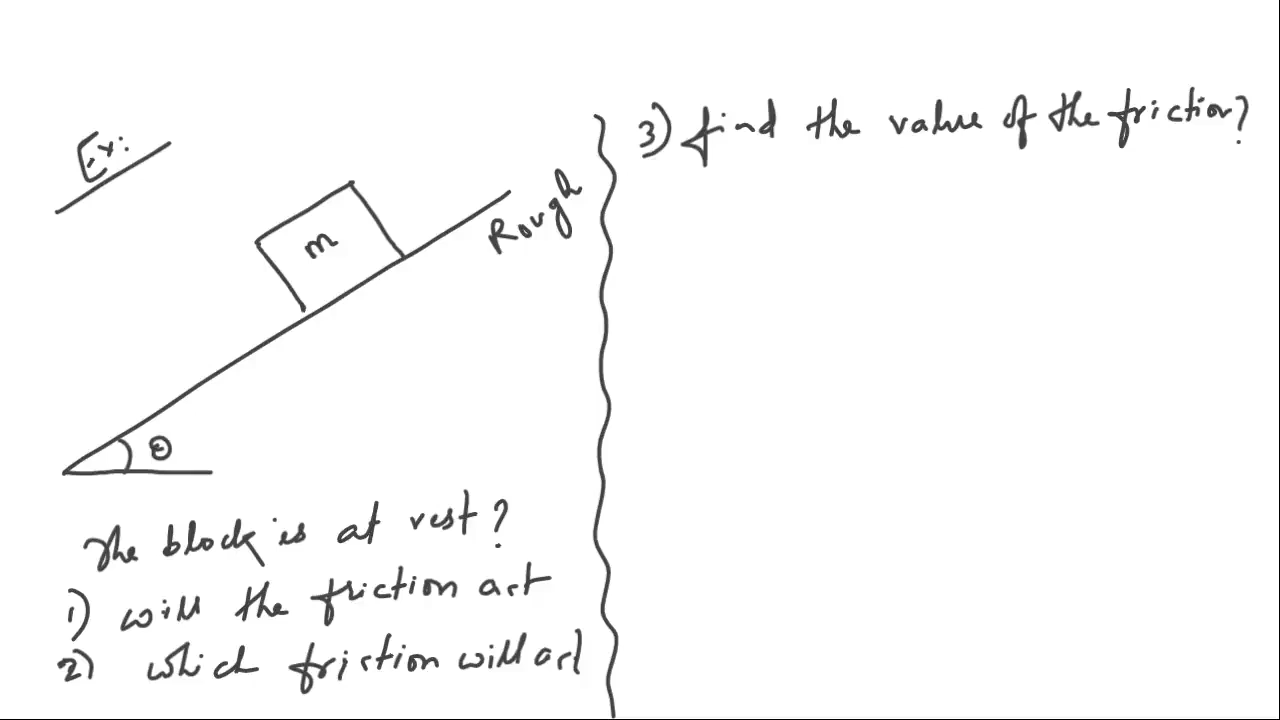 Ex:
m
Rough
θ
The block is at rest?
1) will the friction act
2) which friction will act
3) find the value of the friction?